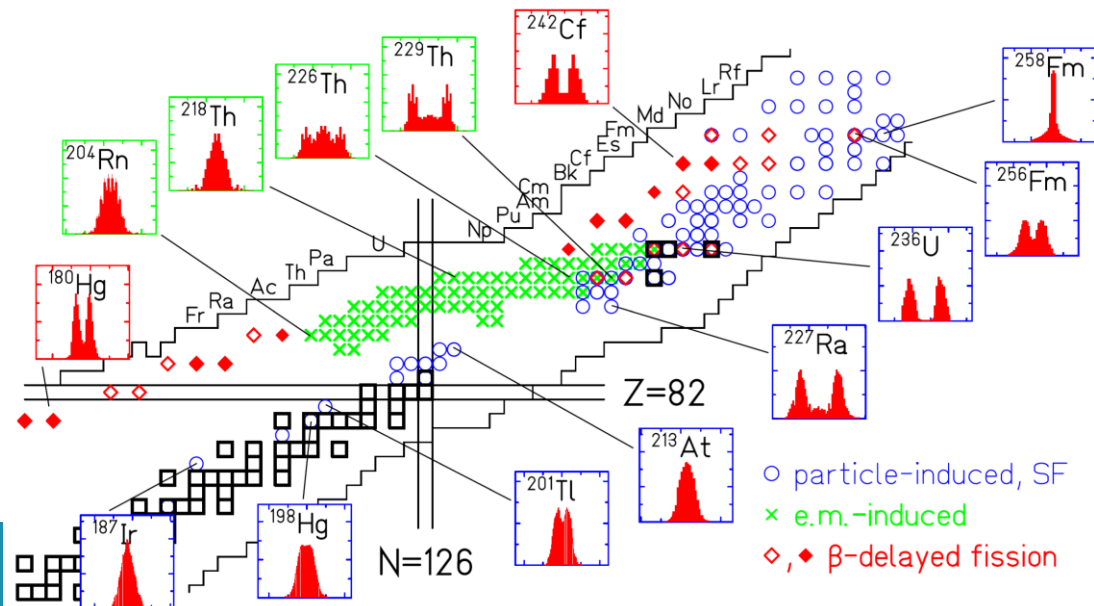 ²⁴²Cf
²²⁹Th
²⁵⁸Fm
²²⁶Th
²¹⁸Th
²⁰⁴Rn
Rf
Lr
No
Md
Fm
Es
Cf
Bk
Cm
Am
Pu
Np
U
Pa
Th
Ac
Ra
Fr
²⁵⁶Fm
²³⁶U
¹⁸⁰Hg
²²⁷Ra
Z=82
²¹³At
²⁰¹Tl
¹⁹⁸Hg
¹⁸⁷Ir
N=126
particle-induced, SF
e.m.-induced
, β-delayed fission